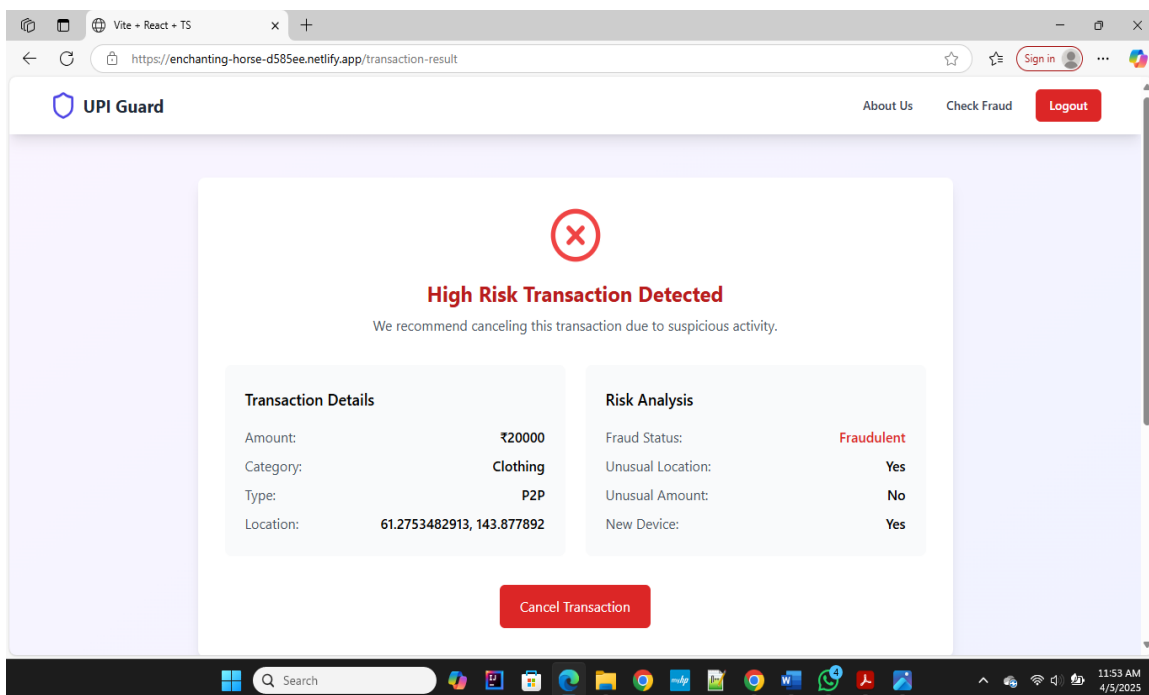 Vite + React + TS
https://enchanting-horse-d585ee.netlify.app/transaction-result
Sign in
UPI Guard
About Us
Check Fraud
Logout
High Risk Transaction Detected
We recommend canceling this transaction due to suspicious activity.
Transaction Details
Amount: ₹20000
Category: Clothing
Type: P2P
Location: 61.2753482913, 143.877892
Risk Analysis
Fraud Status: Fraudulent
Unusual Location: Yes
Unusual Amount: No
New Device: Yes
Cancel Transaction
Search
4
11:53 AM
4/5/2025